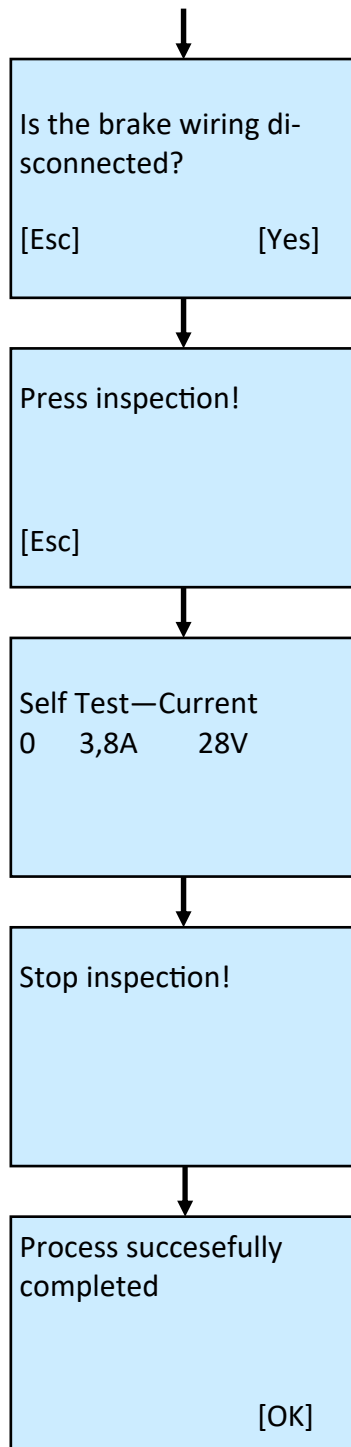 Is the brake wiring di-
sconnected?
[Esc] [Yes]
Press inspection!
[Esc]
Self Test—Current
0 3,8A 28V
Stop inspection!
Process succesefully
completed
[OK]